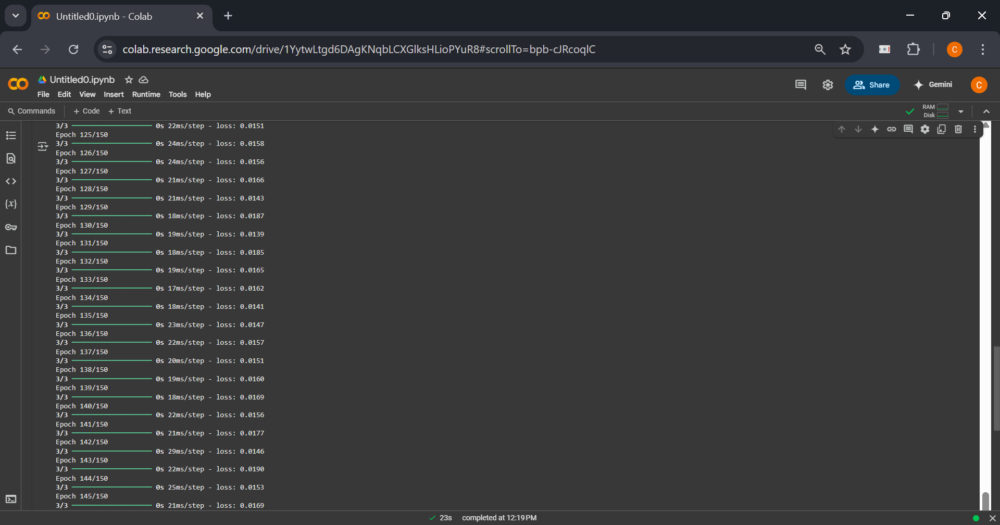 Untitled0.ipynb - Colab
colab.research.google.com/drive/1YytwLtgd6DAgKNqbLCXGlksHLioPYuR8#scrollTo=bpb-cJRcoqlC
C
Untitled0.ipynb
File Edit View Insert Runtime Tools Help
Share
Gemini
C
Commands + Code + Text
RAM
Disk
3/3 0s 22ms/step - loss: 0.0151
Epoch 125/150
3/3 0s 24ms/step - loss: 0.0158
Epoch 126/150
3/3 0s 24ms/step - loss: 0.0156
Epoch 127/150
3/3 0s 21ms/step - loss: 0.0166
Epoch 128/150
3/3 0s 21ms/step - loss: 0.0143
Epoch 129/150
3/3 0s 18ms/step - loss: 0.0187
Epoch 130/150
3/3 0s 19ms/step - loss: 0.0139
Epoch 131/150
3/3 0s 18ms/step - loss: 0.0185
Epoch 132/150
3/3 0s 19ms/step - loss: 0.0165
Epoch 133/150
3/3 0s 17ms/step - loss: 0.0162
Epoch 134/150
3/3 0s 18ms/step - loss: 0.0141
Epoch 135/150
3/3 0s 23ms/step - loss: 0.0147
Epoch 136/150
3/3 0s 22ms/step - loss: 0.0157
Epoch 137/150
3/3 0s 20ms/step - loss: 0.0151
Epoch 138/150
3/3 0s 19ms/step - loss: 0.0160
Epoch 139/150
3/3 0s 18ms/step - loss: 0.0169
Epoch 140/150
3/3 0s 22ms/step - loss: 0.0156
Epoch 141/150
3/3 0s 21ms/step - loss: 0.0177
Epoch 142/150
3/3 0s 29ms/step - loss: 0.0146
Epoch 143/150
3/3 0s 22ms/step - loss: 0.0190
Epoch 144/150
3/3 0s 25ms/step - loss: 0.0153
Epoch 145/150
3/3 0s 21ms/step - loss: 0.0169
23s completed at 12:19 PM